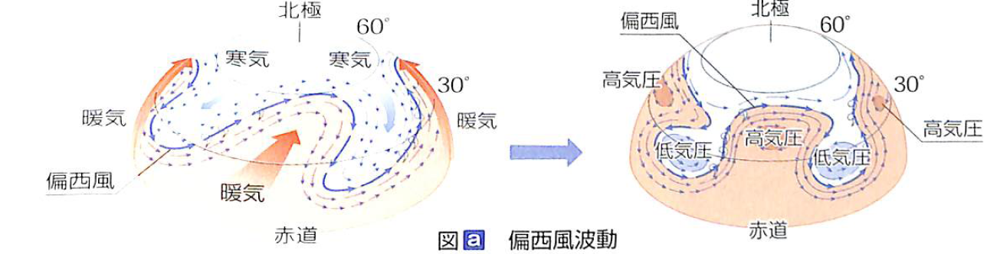 北極
60°
寒気
寒気
30°
暖気
暖気
偏西風
暖気
赤道
北極
偏西風
60°
高気圧
30°
高気圧
高気圧
低気圧
低気圧
赤道
図a 偏西風波動